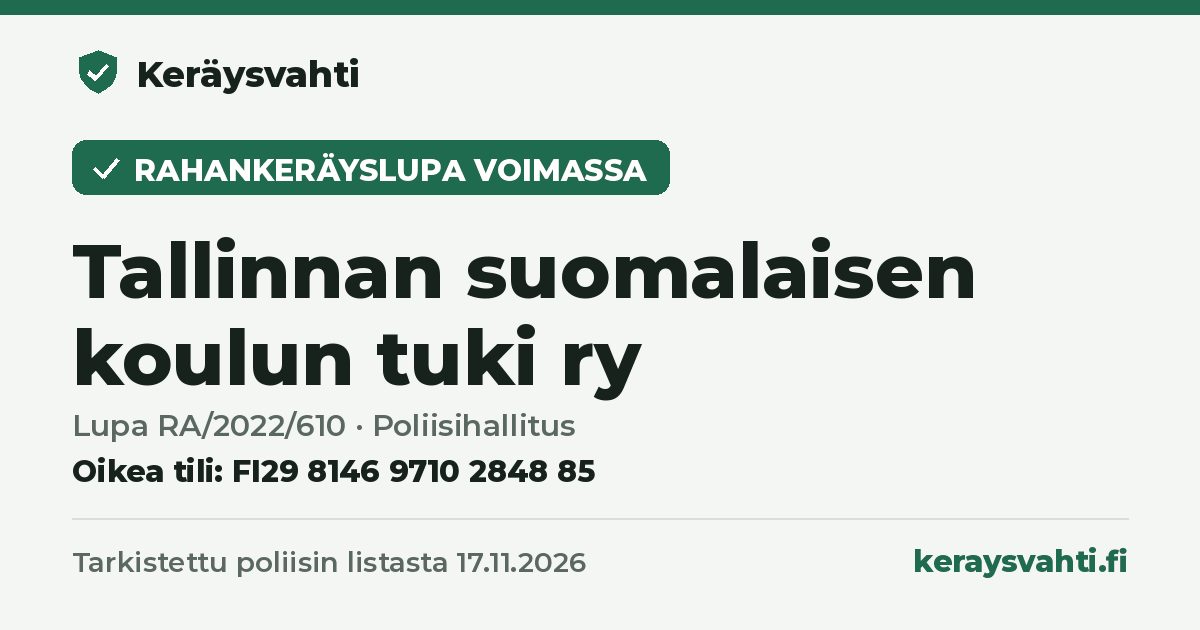 Keräysvahti
RAHANKERÄYSLUPA VOIMASSA
Tallinnan suomalaisen
koulun tuki ry
Lupa RA/2022/610 · Poliisihallitus
Oikea tili: FI29 8146 9710 2848 85
Tarkistettu poliisin listasta 17.11.2026
keraysvahti.fi